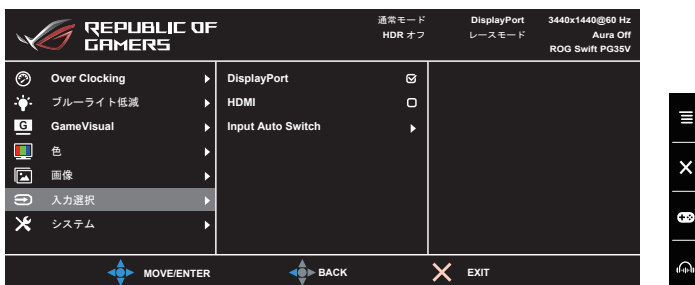 REPUBLIC OF
GAMERS
通常モード
HDR オフ
DisplayPort
レースモード
3440x1440@60 Hz
Aura Off
ROG Swift PG35V
Over Clocking
ブルーライト低減
GameVisual
色
画像
入力選択
システム
DisplayPort
HDMI
Input Auto Switch
MOVE/ENTER
BACK
EXIT